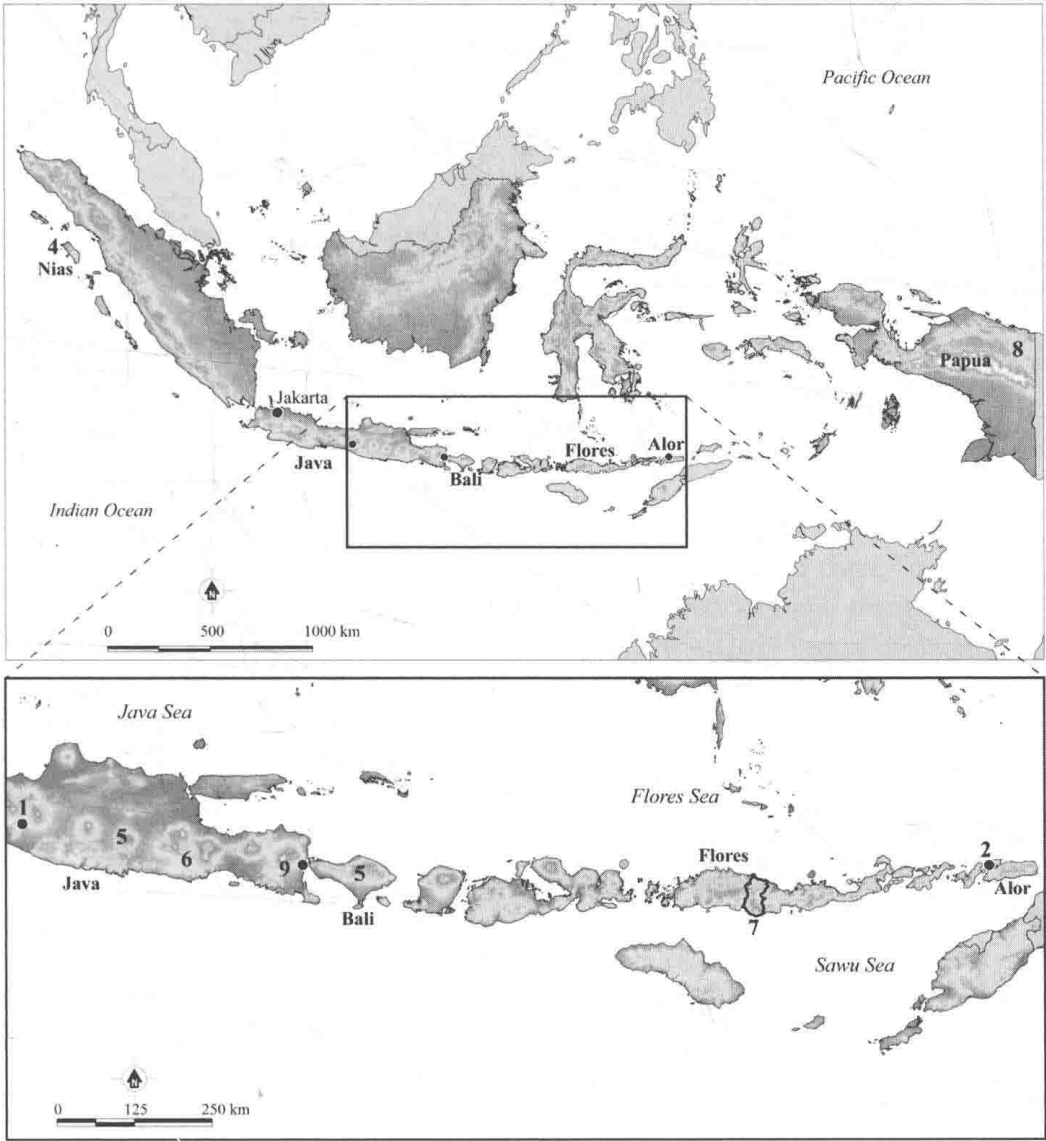 Pacific Ocean
4
Nias
8
Papua
Jakarta
Flores
Alor
Java
Bali
Indian Ocean
N
0 500 1000 km
Java Sea
Flores Sea
1
5
6
9
5
Flores
2
Java
Alor
Bali
7
Sawu Sea
N
0 125 250 km